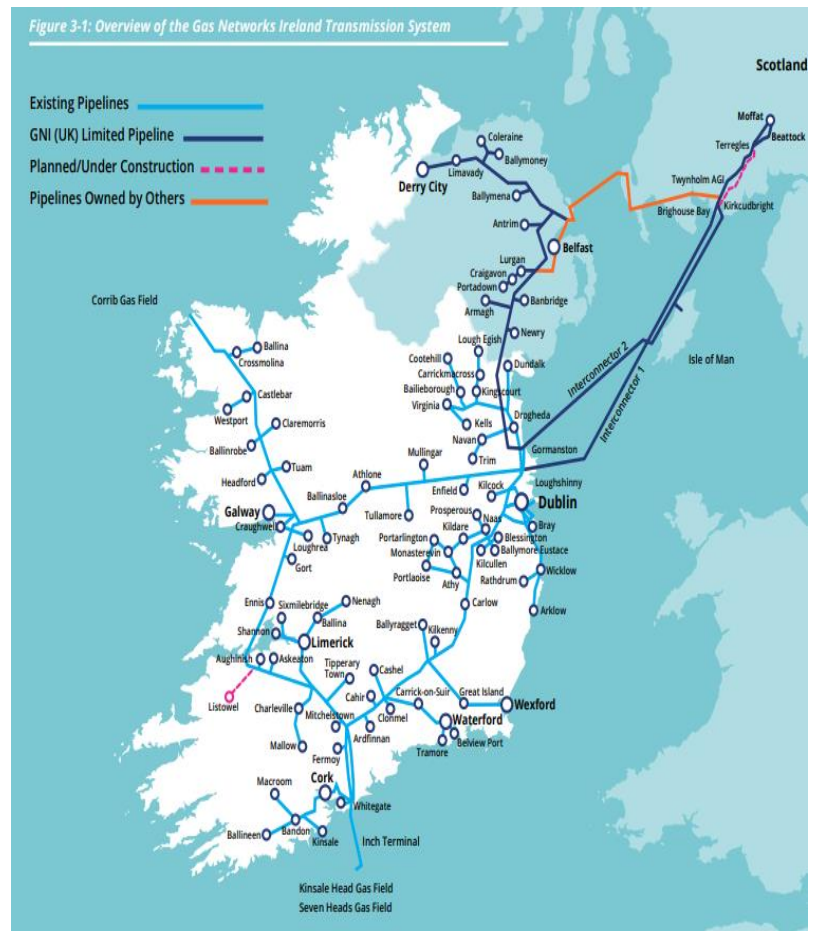 Figure 3-1: Overview of the Gas Networks Ireland Transmission System
Scotland
Existing Pipelines
GNI (UK) Limited Pipeline
Planned/Under Construction
Pipelines Owned by Others
Moffat
Beattock
Terregles
Coleraine
Ballymoney
Limavady
Derry City
Twynholm AGI
Kirkcudbright
Brighouse Bay
Ballymena
Antrim
Belfast
Lurgan
Craigavon
Portadown
Armagh
Banbridge
Newry
Corrib Gas Field
Isle of Man
Interconnector 2
Interconnector 1
Lough Egish
Cootehill
Dundalk
Carrickmacross
Bailieborough
Kingscourt
Virginia
Ballina
Crossmolina
Castlebar
Westport
Claremorris
Ballinrobe
Tuam
Headford
Drogheda
Kells
Navan
Trim
Gormanston
Mullingar
Athlone
Ballinasloe
Enfield
Kilcock
Loughshinny
Tullamore
Dublin
Galway
Craughwell
Loughrea
Tynagh
Gort
Prosperous
Naas
Kildare
Bray
Blessington
Portarlington
Monasterevin
Ballymore Eustace
Kilcullen
Portlaoise
Athy
Wicklow
Rathdrum
Arklow
Carlow
Ennis
Sixmilebridge
Nenagh
Ballina
Shannon
Limerick
Ballyragget
Kilkenny
Aughinish
Askeaton
Tipperary
Town
Cashel
Listowel
Cahir
Carrick-on-Suir
Great Island
Wexford
Charleville
Mitchelstown
Clonmel
Waterford
Ardfinnan
Belview Port
Tramore
Mallow
Fermoy
Cork
Macroom
Whitegate
Bandon
Ballineen
Kinsale
Inch Terminal
Kinsale Head Gas Field
Seven Heads Gas Field